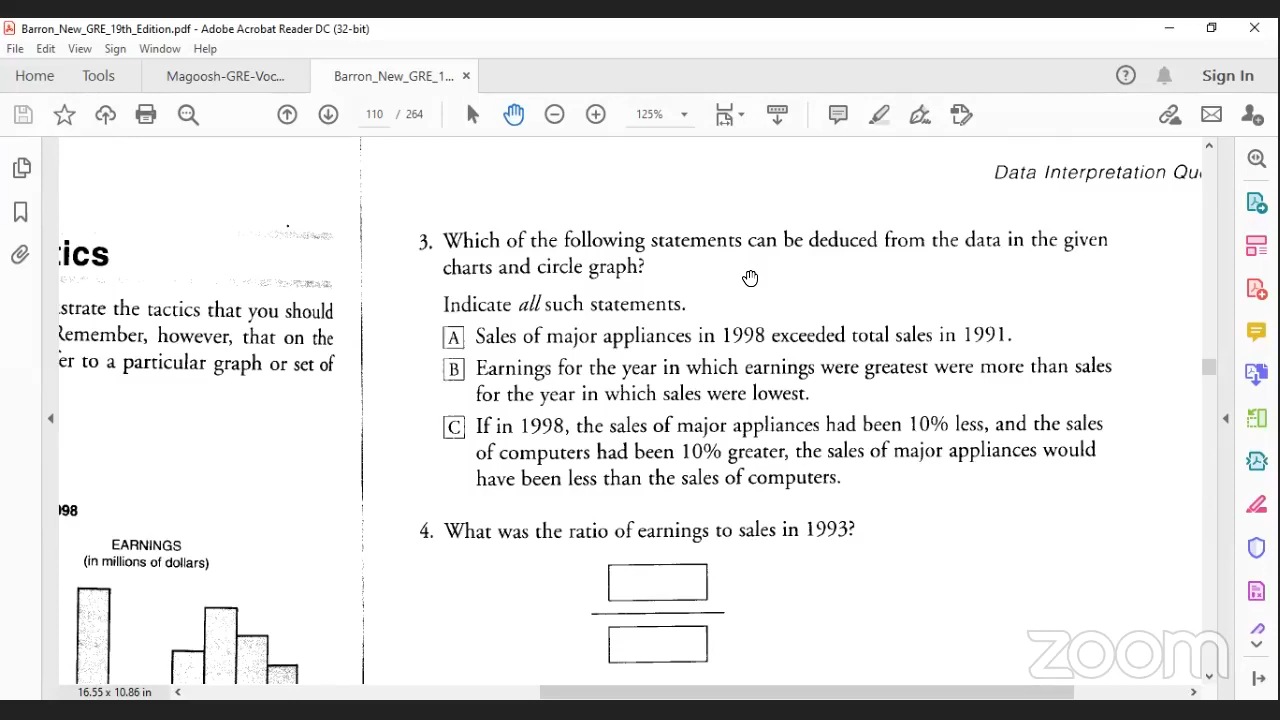 Barron_New_GRE_19th_Edition.pdf - Adobe Acrobat Reader DC (32-bit)
File Edit View Sign Window Help
Home Tools Magoosh-GRE-Voc... Barron_New_GRE_1... × Sign In
110 / 264 125%
Data Interpretation Qu
tics
strate the tactics that you should
Remember, however, that on the
er to a particular graph or set of
998
EARNINGS
(in millions of dollars)
3. Which of the following statements can be deduced from the data in the given
charts and circle graph?
Indicate all such statements.
A Sales of major appliances in 1998 exceeded total sales in 1991.
B Earnings for the year in which earnings were greatest were more than sales
for the year in which sales were lowest.
C If in 1998, the sales of major appliances had been 10% less, and the sales
of computers had been 10% greater, the sales of major appliances would
have been less than the sales of computers.
4. What was the ratio of earnings to sales in 1993?
zoom
16.55 x 10.86 in